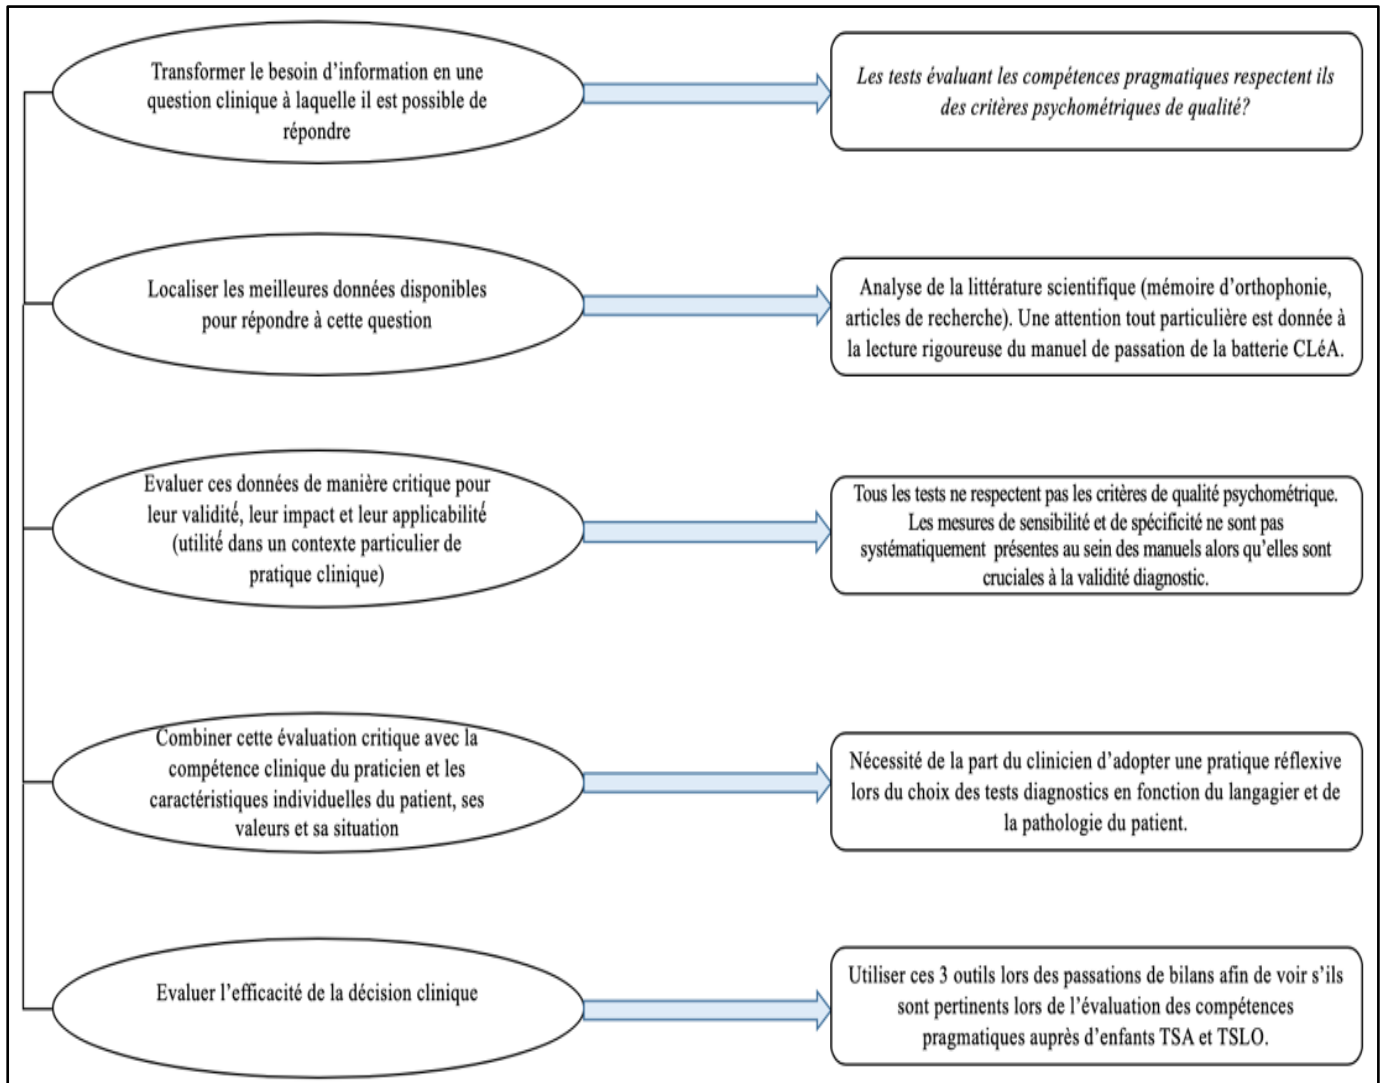 Transformer le besoin d’information en une
question clinique à laquelle il est possible de
répondre
Les tests évaluant les compétences pragmatiques respectent ils
des critères psychométriques de qualité?
Localiser les meilleures données disponibles
pour répondre à cette question
Analyse de la littérature scientifique (mémoire d’orthophonie,
articles de recherche). Une attention tout particulière est donnée à
la lecture rigoureuse du manuel de passation de la batterie CLéA.
Evaluer ces données de manière critique pour
leur validité, leur impact et leur applicabilité
(utilité dans un contexte particulier de
pratique clinique)
Tous les tests ne respectent pas les critères de qualité psychométrique.
Les mesures de sensibilité et de spécificité ne sont pas
systématiquement présentes au sein des manuels alors qu’elles sont
cruciales à la validité diagnostic.
Combiner cette évaluation critique avec la
compétence clinique du praticien et les
caractéristiques individuelles du patient, ses
valeurs et sa situation
Nécessité de la part du clinicien d’adopter une pratique réflexive
lors du choix des tests diagnostics en fonction du langagier et de
la pathologie du patient.
Evaluer l’efficacité de la décision clinique
Utiliser ces 3 outils lors des passations de bilans afin de voir s’ils
sont pertinents lors de l’évaluation des compétences
pragmatiques auprès d’enfants TSA et TSLO.